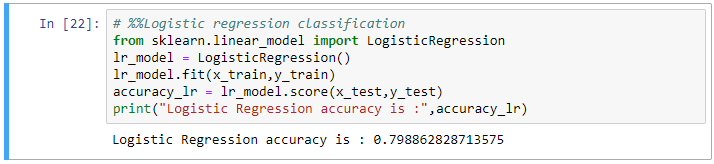 In [22]: # %%Logistic regression classification
from sklearn.linear_model import LogisticRegression
lr_model = LogisticRegression()
lr_model.fit(x_train,y_train)
accuracy_lr = lr_model.score(x_test,y_test)
print("Logistic Regression accuracy is :",accuracy_lr)
Logistic Regression accuracy is : 0.798862828713575